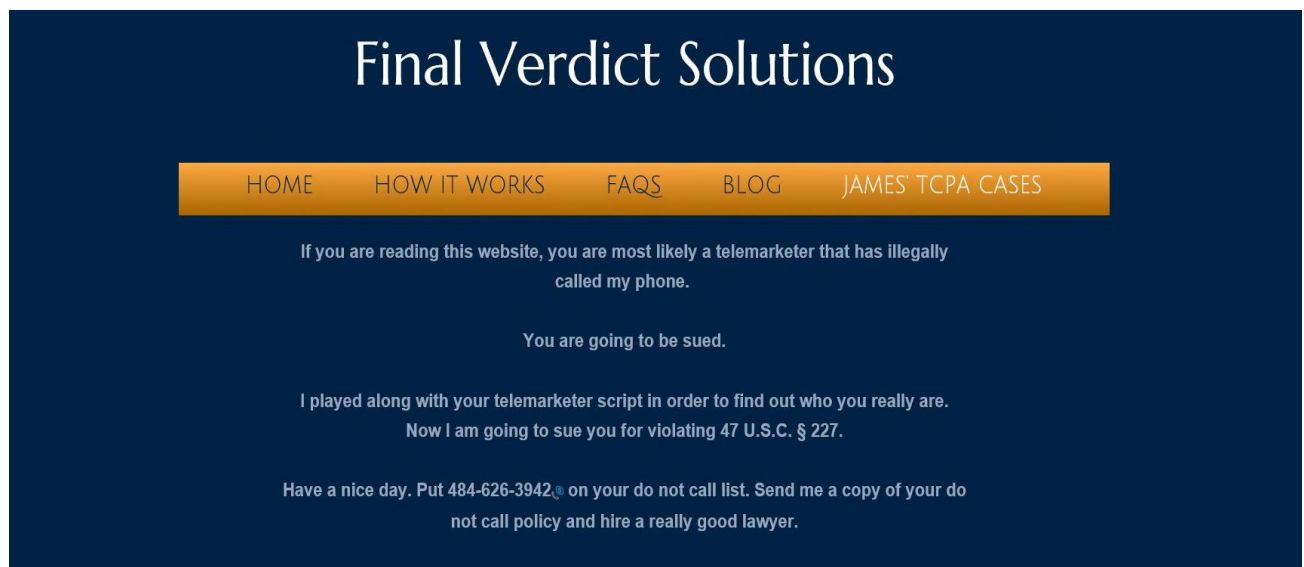 Final Verdict Solutions
HOME HOW IT WORKS FAQS BLOG JAMES' TCPA CASES
If you are reading this website, you are most likely a telemarketer that has illegally
called my phone.
You are going to be sued.
I played along with your telemarketer script in order to find out who you really are.
Now I am going to sue you for violating 47 U.S.C. § 227.
Have a nice day. Put 484-626-3942 on your do not call list. Send me a copy of your do
not call policy and hire a really good lawyer.